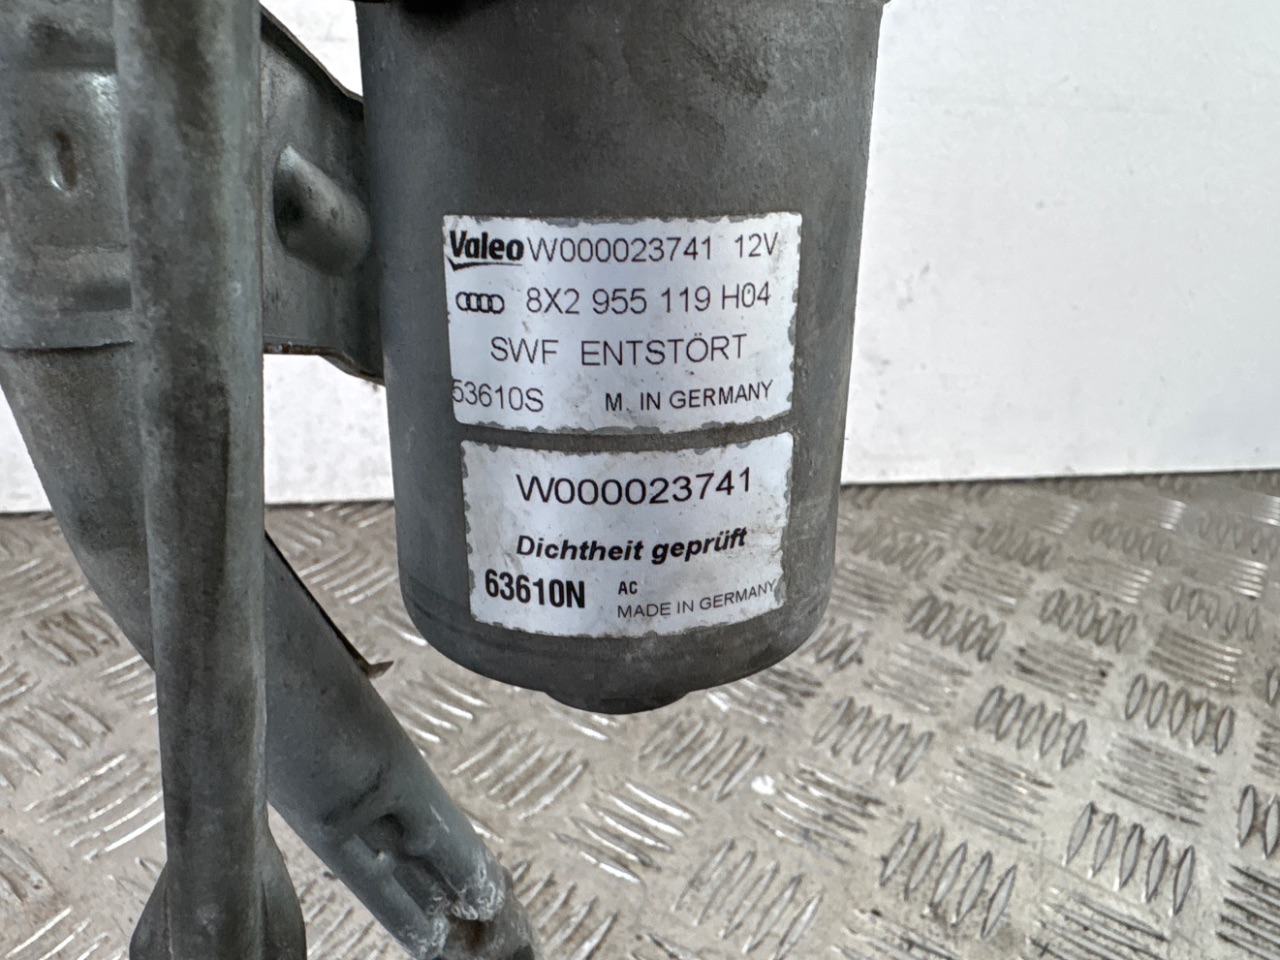 Valeo W000023741 12V
8X2 955 119 H04
SWF ENTSTÖRT
53610S M. IN GERMANY
W000023741
Dichtheit geprüft
63610N AC
MADE IN GERMANY